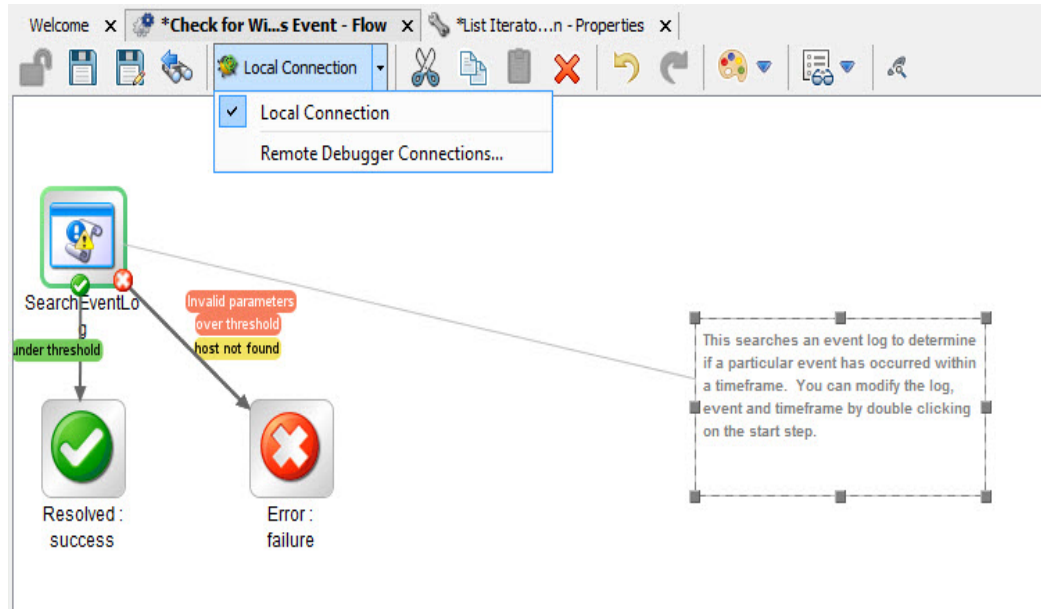 Welcome
*Check for Wi...s Event - Flow
*List Iterato...n - Properties
Local Connection
Local Connection
Remote Debugger Connections...
SearchEventLo
g
Invalid parameters
over threshold
host not found
under threshold
Resolved :
success
Error :
failure
This searches an event log to determine
if a particular event has occurred within
a timeframe. You can modify the log,
event and timeframe by double clicking
on the start step.